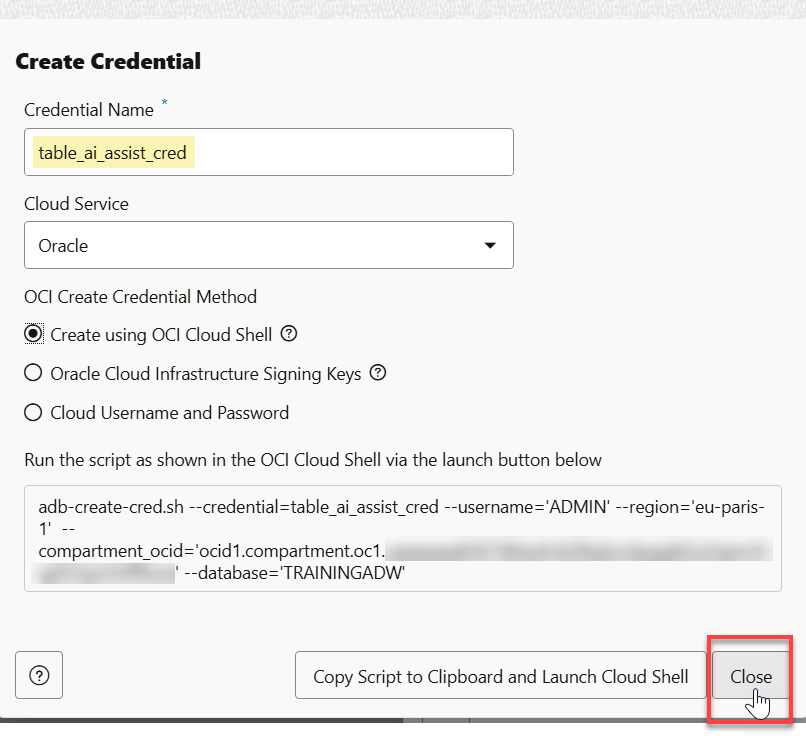 Create Credential
Credential Name *
table_ai_assist_cred
Cloud Service
Oracle
OCI Create Credential Method
Create using OCI Cloud Shell ?
Oracle Cloud Infrastructure Signing Keys ?
Cloud Username and Password
Run the script as shown in the OCI Cloud Shell via the launch button below
adb-create-cred.sh --credential=table_ai_assist_cred --username='ADMIN' --region='eu-paris-
1' --
compartment_ocid='ocid1.compartment.oc1.
' --database='TRAININGADW'
? Copy Script to Clipboard and Launch Cloud Shell Close